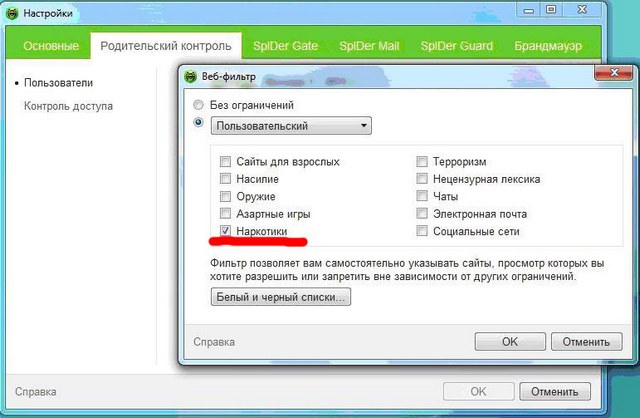 Настройки
Основные
Родительский контроль
SpIDer Gate
SpIDer Mail
SpIDer Guard
Брандмауэр
Пользователи
Контроль доступа
Веб-фильтр
Без ограничений
Пользовательский
Сайты для взрослых
Терроризм
Насилие
Нецензурная лексика
Оружие
Чаты
Азартные игры
Электронная почта
Наркотики
Социальные сети
Фильтр позволяет вам самостоятельно указывать сайты, просмотр которых вы
хотите разрешить или запретить вне зависимости от других ограничений.
Белый и черный списки...
Справка
OK
Отменить
Справка
OK
Отменить